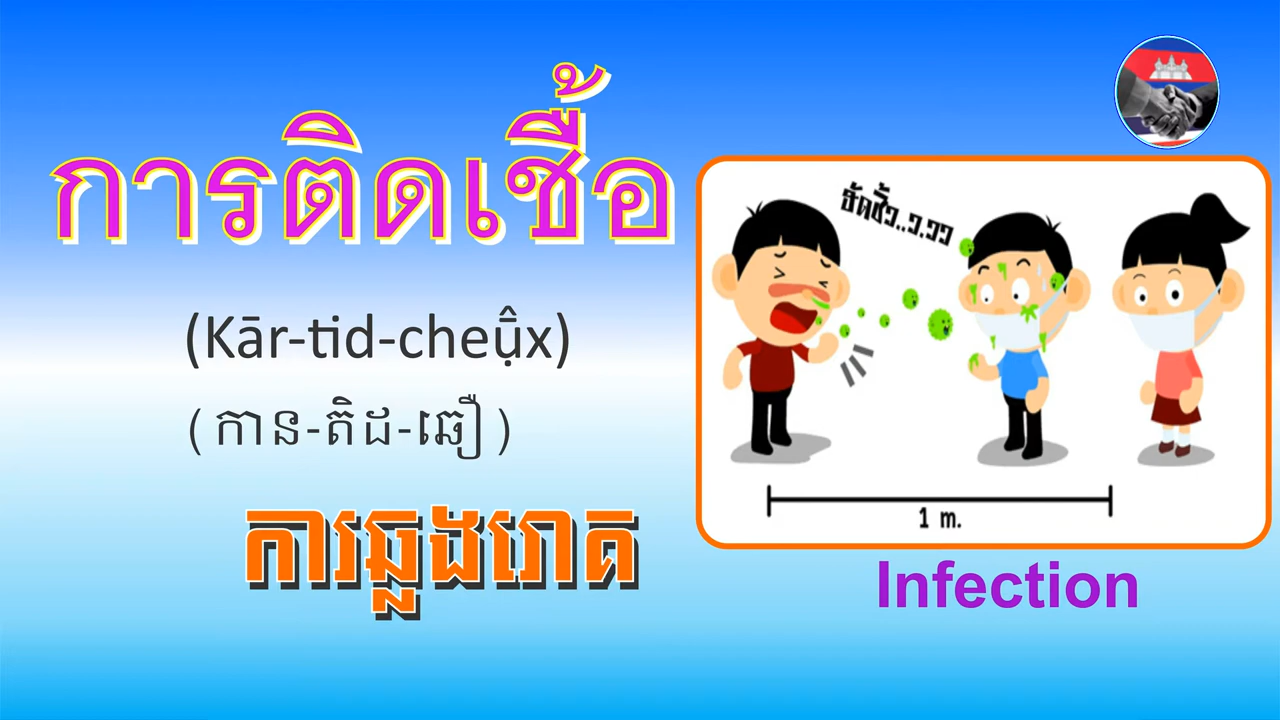 การติดเชื้อ
(Kār-tid-cheụ̄̂x)
( កាន-តិដ-ឆឿ )
ការឆ្លងរោគ
ฮัดชิ้ว..ว.วว
1 m.
Infection